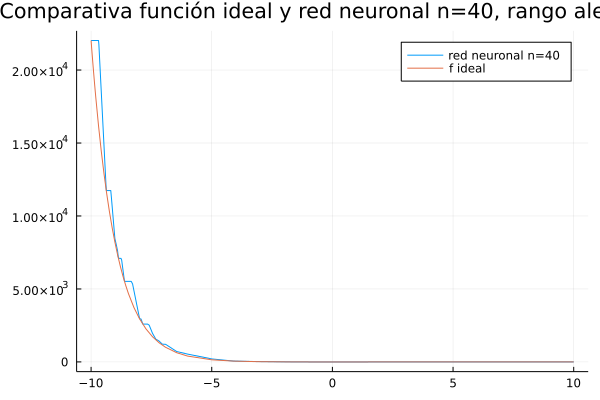 Comparativa función ideal y red neuronal n=40, rango ale
red neuronal n=40
f ideal
2.00×10⁴
1.50×10⁴
1.00×10⁴
5.00×10³
0
−10 −5 0 5 10